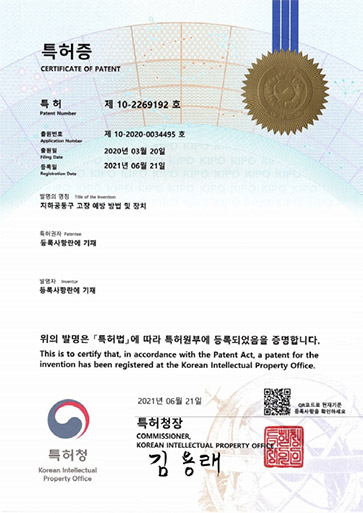 특허증
CERTIFICATE OF PATENT
특 허 제 10-2269192 호
Patent Number
출원번호 제 10-2020-0034495 호
Application Number
출원일 2020년 03월 20일
Filing Date
등록일 2021년 06월 21일
Registration Date
발명의 명칭 Title of the Invention
지하공동구 고장 예방 방법 및 장치
특허권자 Patentee
등록사항란에 기재
발명자 Inventor
등록사항란에 기재
위의 발명은 「특허법」에 따라 특허원부에 등록되었음을 증명합니다.
This is to certify that, in accordance with the Patent Act, a patent for the
invention has been registered at the Korean Intellectual Property Office.
2021년 06월 21일
QR코드로 현재기준
등록사항을 확인하세요
특허청장
COMMISSIONER,
KOREAN INTELLECTUAL PROPERTY OFFICE
김용래
특허청
Korean Intellectual
Property Office